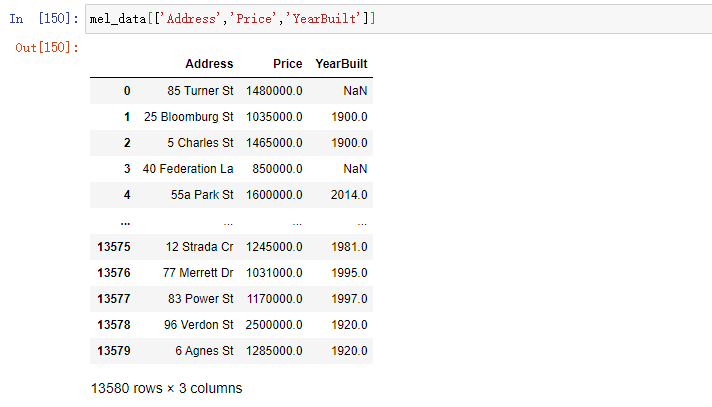 In [150]: mel_data[['Address','Price','YearBuilt']]
Out[150]:
Address Price YearBuilt
0 85 Turner St 1480000.0 NaN
1 25 Bloomburg St 1035000.0 1900.0
2 5 Charles St 1465000.0 1900.0
3 40 Federation La 850000.0 NaN
4 55a Park St 1600000.0 2014.0
... ... ... ...
13575 12 Strada Cr 1245000.0 1981.0
13576 77 Merrett Dr 1031000.0 1995.0
13577 83 Power St 1170000.0 1997.0
13578 96 Verdon St 2500000.0 1920.0
13579 6 Agnes St 1285000.0 1920.0
13580 rows × 3 columns